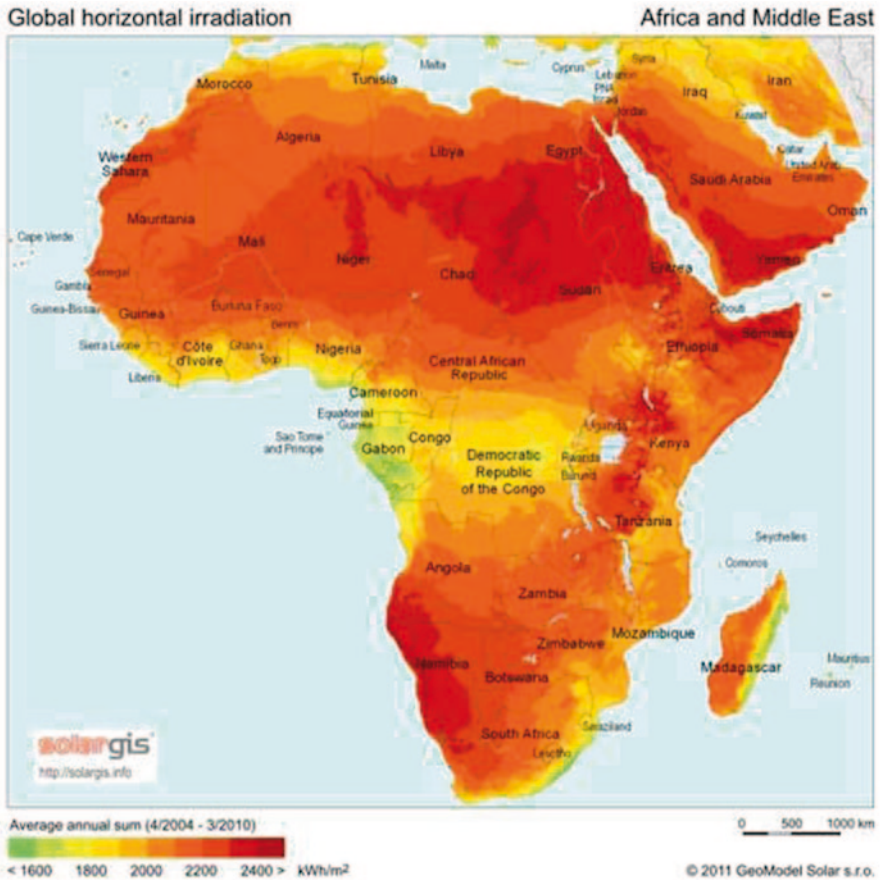 Global horizontal irradiation
Africa and Middle East
Malta
Cyprus
Syria
Lebanon
PNA
Israel
Jordan
Iraq
Iran
Kuwait
Qatar
United Arab
Emirates
Saudi Arabia
Oman
Yemen
Morocco
Tunisia
Algeria
Libya
Egypt
Western
Sahara
Mauritania
Mali
Niger
Chad
Sudan
Eritrea
Djibouti
Somalia
Ethiopia
Cape Verde
Senegal
Gambia
Guinea-Bissau
Guinea
Sierra Leone
Liberia
Côte
d'Ivoire
Burkina Faso
Ghana
Togo
Benin
Nigeria
Cameroon
Central African
Republic
Equatorial
Guinea
Sao Tome
and Principe
Gabon
Congo
Democratic
Republic
of the Congo
Uganda
Rwanda
Burundi
Kenya
Tanzania
Seychelles
Comoros
Angola
Zambia
Mozambique
Zimbabwe
Namibia
Botswana
Madagascar
Mauritius
Reunion
Swaziland
South Africa
Lesotho
solargis
http://solargis.info
Average annual sum (4/2004 - 3/2010)
< 1600 1800 2000 2200 2400 > kWh/m²
0 500 1000 km
© 2011 GeoModel Solar s.r.o.